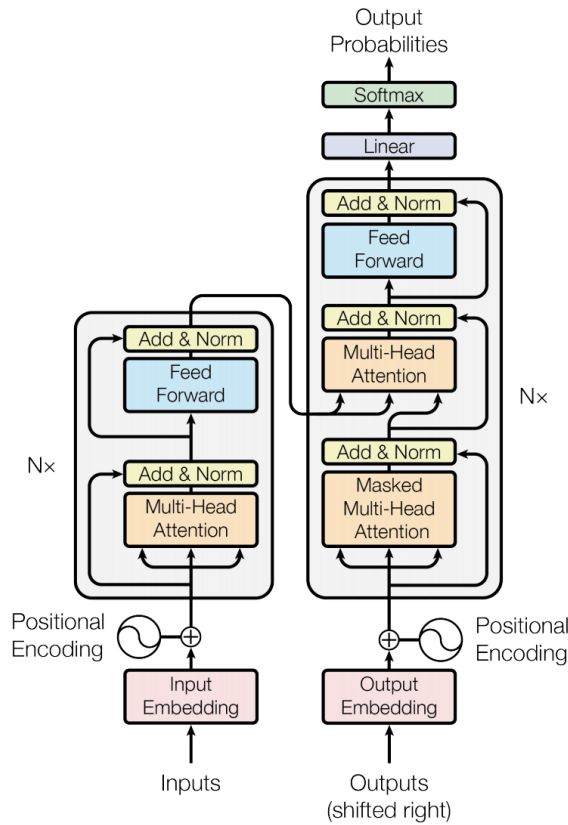 Output
Probabilities
Softmax
Linear
Add & Norm
Feed
Forward
Add & Norm
Multi-Head
Attention
Add & Norm
Masked
Multi-Head
Attention
N×
Add & Norm
Feed
Forward
Add & Norm
Multi-Head
Attention
N×
Positional
Encoding
Positional
Encoding
Input
Embedding
Output
Embedding
Inputs
Outputs
(shifted right)